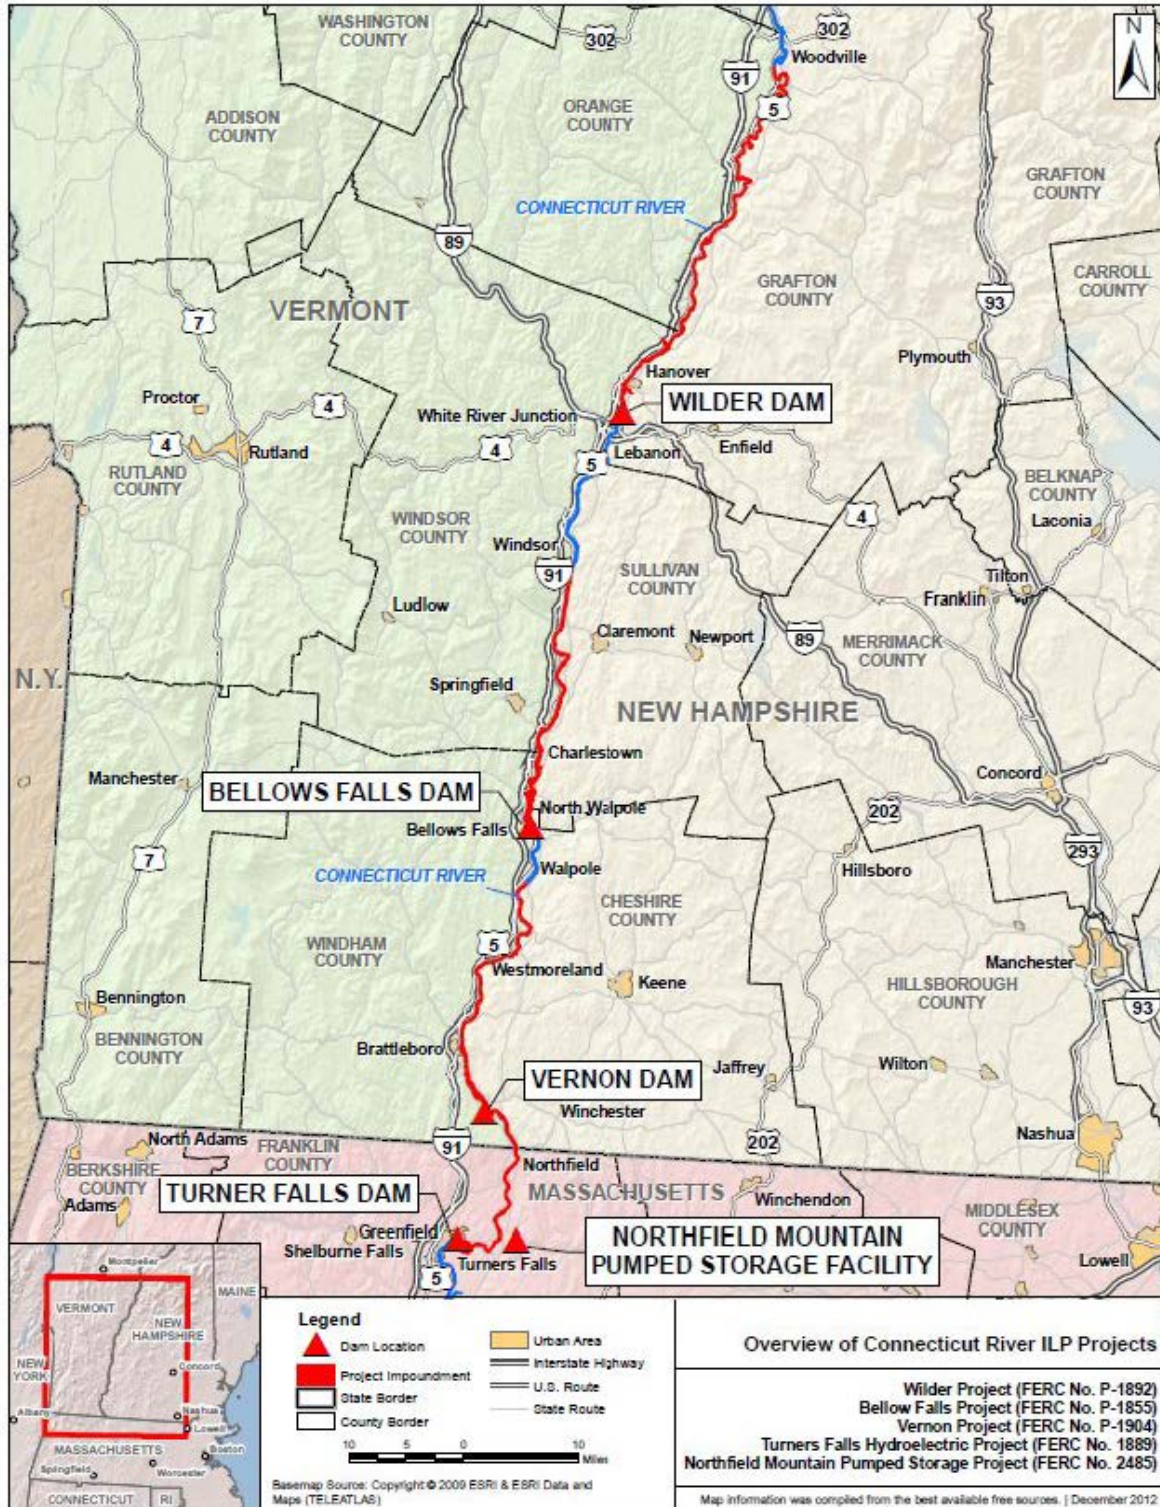 WASHINGTON
COUNTY
302
302
N
Woodville
91
5
ADDISON
COUNTY
ORANGE
COUNTY
GRAFTON
COUNTY
CONNECTICUT RIVER
89
GRAFTON
COUNTY
CARROLL
COUNTY
93
VERMONT
7
Plymouth
Hanover
Proctor
4
White River Junction
WILDER DAM
4
Rutland
4
Lebanon
Enfield
5
RUTLAND
COUNTY
BELKNAP
COUNTY
Laconia
4
WINDSOR
COUNTY
Windsor
91
SULLIVAN
COUNTY
Tilton
Franklin
Ludlow
Claremont
Newport
89
MERRIMACK
COUNTY
N.Y.
Springfield
NEW HAMPSHIRE
Charlestown
Manchester
Concord
BELLOWS FALLS DAM
North Walpole
202
Bellows Falls
293
7
Walpole
Hillsboro
CONNECTICUT RIVER
CHESHIRE
COUNTY
5
WINDHAM
COUNTY
Westmoreland
Keene
Manchester
HILLSBOROUGH
COUNTY
Bennington
93
BENNINGTON
COUNTY
Brattleboro
Jaffrey
Wilton
VERNON DAM
Winchester
Nashua
North Adams
FRANKLIN
COUNTY
91
202
Northfield
BERKSHIRE
COUNTY
TURNER FALLS DAM
MASSACHUSETTS
Winchendon
Adams
MIDDLESEX
COUNTY
Greenfield
Shelburne Falls
NORTHFIELD MOUNTAIN
PUMPED STORAGE FACILITY
Lowell
Turners Falls
5
Montpelier
MAINE
VERMONT
NEW
HAMPSHIRE
NEW
YORK
Concord
Albany
Nashua
Lowell
MASSACHUSETTS
Boston
Springfield
Worcester
CONNECTICUT
RI
Legend
Dam Location
Project Impoundment
State Border
County Border
Urban Area
Interstate Highway
U.S. Route
State Route
10 5 0 10
Miles
Basemap Source: Copyright © 2009 ESRI & ESRI Data and
Maps (TELEATLAS)
Overview of Connecticut River ILP Projects
Wilder Project (FERC No. P-1892)
Bellow Falls Project (FERC No. P-1855)
Vernon Project (FERC No. P-1904)
Turners Falls Hydroelectric Project (FERC No. 1889)
Northfield Mountain Pumped Storage Project (FERC No. 2485)
Map information was compiled from the best available free sources. | December 2012